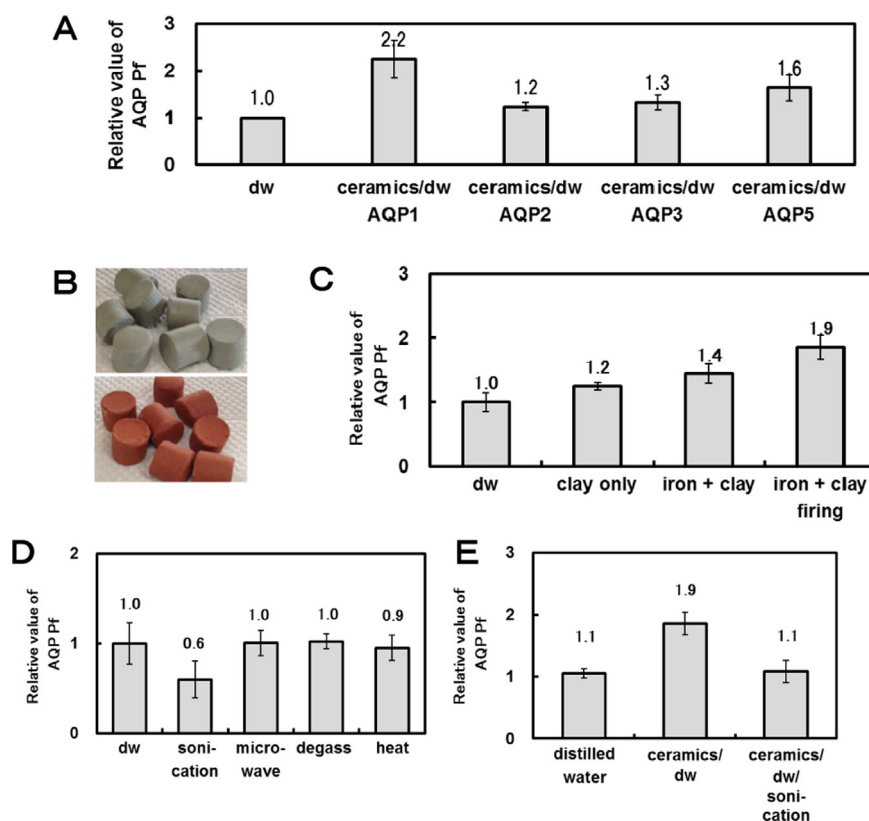 A
Relative value of
AQP Pf
3
2
1
0
1.0
2.2
1.2
1.3
1.6
dw
ceramics/dw
AQP1
ceramics/dw
AQP2
ceramics/dw
AQP3
ceramics/dw
AQP5
B
C
Relative value of
AQP Pf
3
2
1
0
1.0
1.2
1.4
1.9
dw
clay only
iron + clay
iron + clay
firing
D
Relative value of
AQP Pf
2
1
0
1.0
0.6
1.0
1.0
0.9
dw
soni-
cation
micro-
wave
degass
heat
E
Relative value of
AQP Pf
3
2
1
0
1.1
1.9
1.1
distilled
water
ceramics/
dw
ceramics/
dw/
soni-
cation